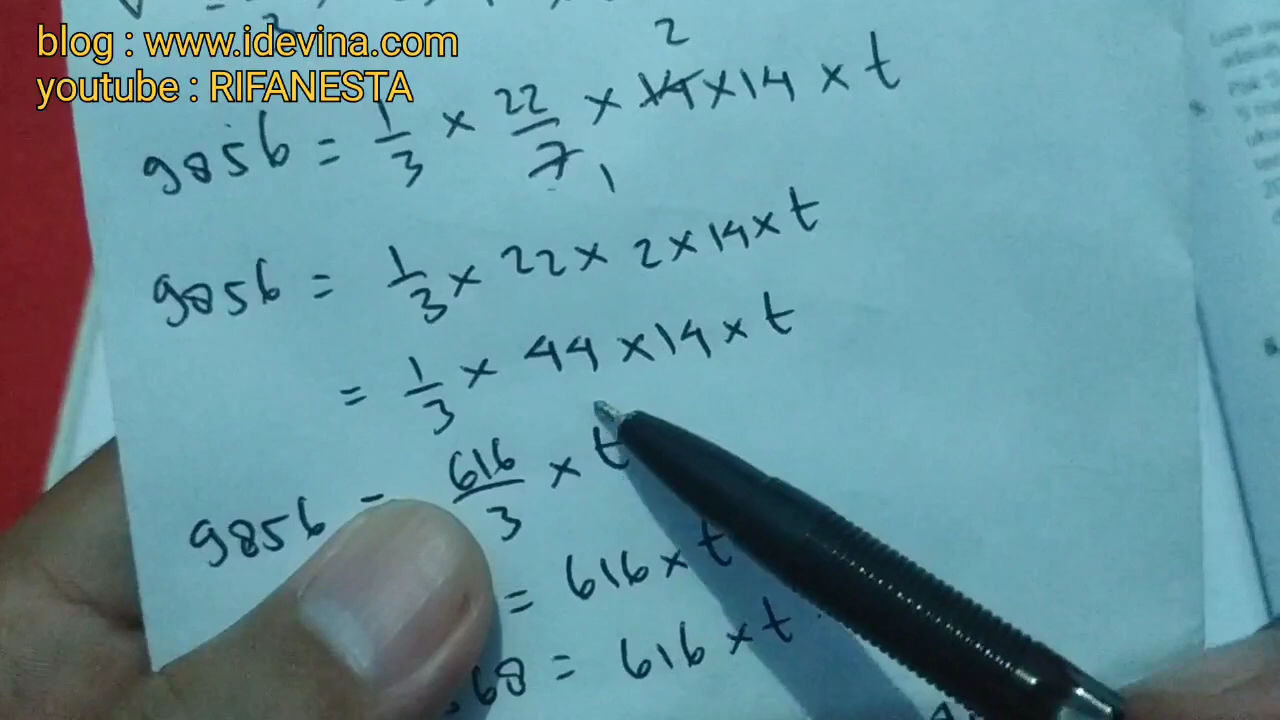 blog : www.idevina.com
youtube : RIFANESTA
2
9856 = 1/3 × 22/7 × 14 × 14 × t
1
9856 = 1/3 × 22 × 2 × 14 × t
= 1/3 × 44 × 14 × t
9856 = 616/3 × t
= 616 × t
68 = 616 × t